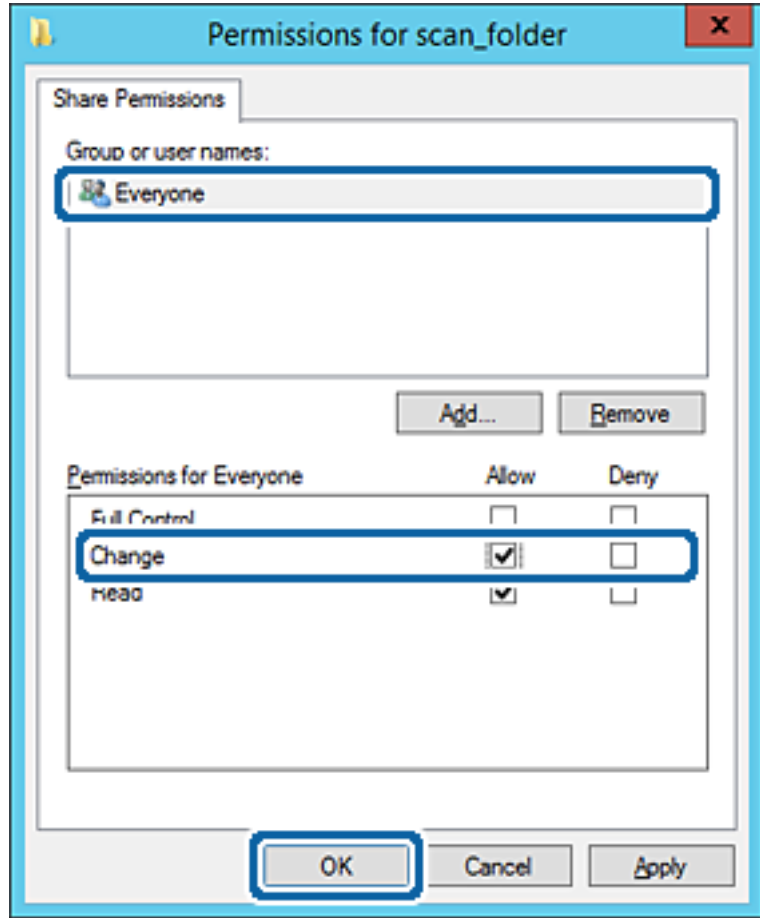 Permissions for scan_folder
x
Share Permissions
Group or user names:
Everyone
Add... Remove
Permissions for Everyone Allow Deny
Full Control
Change
Read
OK Cancel Apply